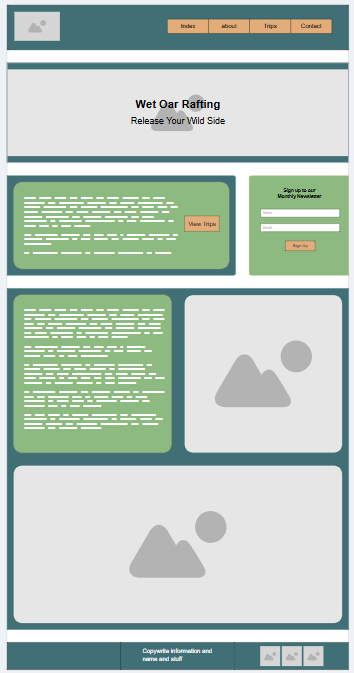 Index
about
Trips
Contact
Wet Oar Rafting
Release Your Wild Side
View Trips
Sign up to our
Monthly Newsletter
Name
Email
Sign Up
Copywrite information and
name and stuff